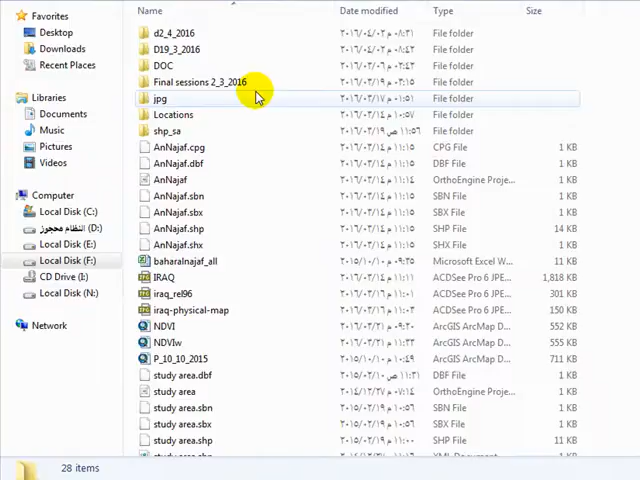 Name Date modified Type Size
Favorites
Desktop
Downloads
Recent Places
Libraries
Documents
Music
Pictures
Videos
Computer
Local Disk (C:)
النظام محجوز (D:)
Local Disk (E:)
Local Disk (F:)
CD Drive (I:)
Local Disk (N:)
Network
d2_4_2016 File folder
D19_3_2016 File folder
DOC File folder
Final sessions 2_3_2016 File folder
jpg File folder
Locations File folder
shp_sa File folder
AnNajaf.cpg CPG File 1 KB
AnNajaf.dbf DBF File 1 KB
AnNajaf OrthoEngine Proje... 1 KB
AnNajaf.sbn SBN File 1 KB
AnNajaf.sbx SBX File 1 KB
AnNajaf.shp SHP File 14 KB
AnNajaf.shx SHX File 1 KB
baharalnajaf_all Microsoft Excel W... 11 KB
IRAQ ACDSee Pro 6 JPE... 1,818 KB
iraq_rel96 ACDSee Pro 6 JPE... 301 KB
iraq-physical-map ACDSee Pro 6 JPE... 150 KB
NDVI ArcGIS ArcMap D... 552 KB
NDVIw ArcGIS ArcMap D... 555 KB
P_10_10_2015 ArcGIS ArcMap D... 711 KB
study area.dbf DBF File 1 KB
study area OrthoEngine Proje... 1 KB
study area.sbn SBN File 1 KB
study area.sbx SBX File 1 KB
study area.shp SHP File 11 KB
28 items